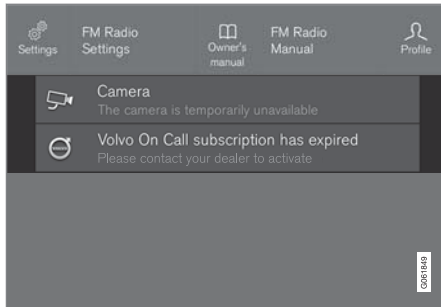 Settings
FM Radio
Settings
Owner's
manual
FM Radio
Manual
Profile
Camera
The camera is temporarily unavailable
Volvo On Call subscription has expired
Please contact your dealer to activate
G061849